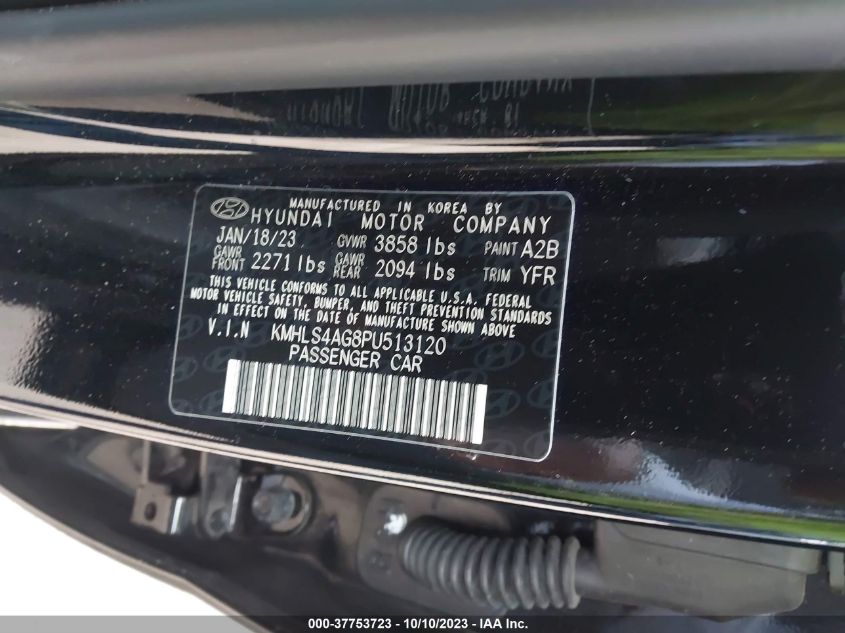 MANUFACTURED IN KOREA BY
HYUNDAI MOTOR COMPANY
JAN/18/23 GVWR 3858 lbs PAINT A2B
GAWR FRONT 2271 lbs GAWR REAR 2094 lbs TRIM YFR
THIS VEHICLE CONFORMS TO ALL APPLICABLE U.S.A. FEDERAL
MOTOR VEHICLE SAFETY, BUMPER, AND THEFT PREVENTION STANDARDS
IN EFFECT ON THE DATE OF MANUFACTURE SHOWN ABOVE
V.I.N KMHLS4AG8PU513120
PASSENGER CAR
000-37753723 - 10/10/2023 - IAA Inc.